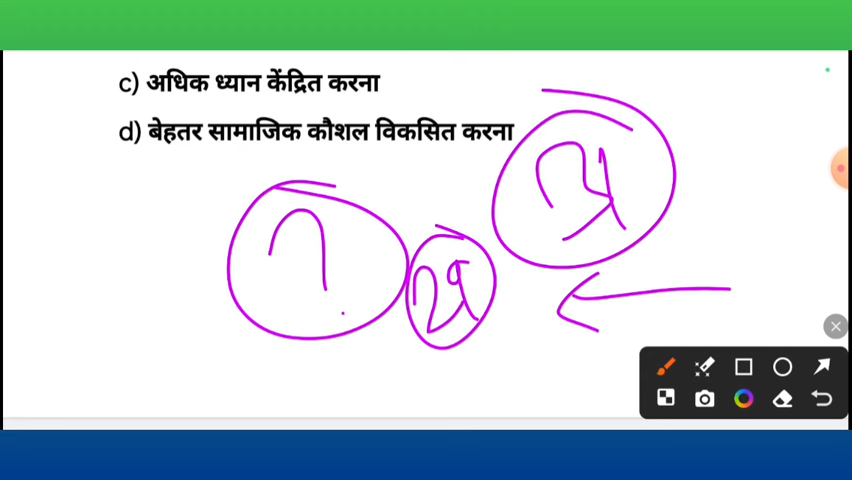 c) अधिक ध्यान केंद्रित करना
d) बेहतर सामाजिक कौशल विकसित करना